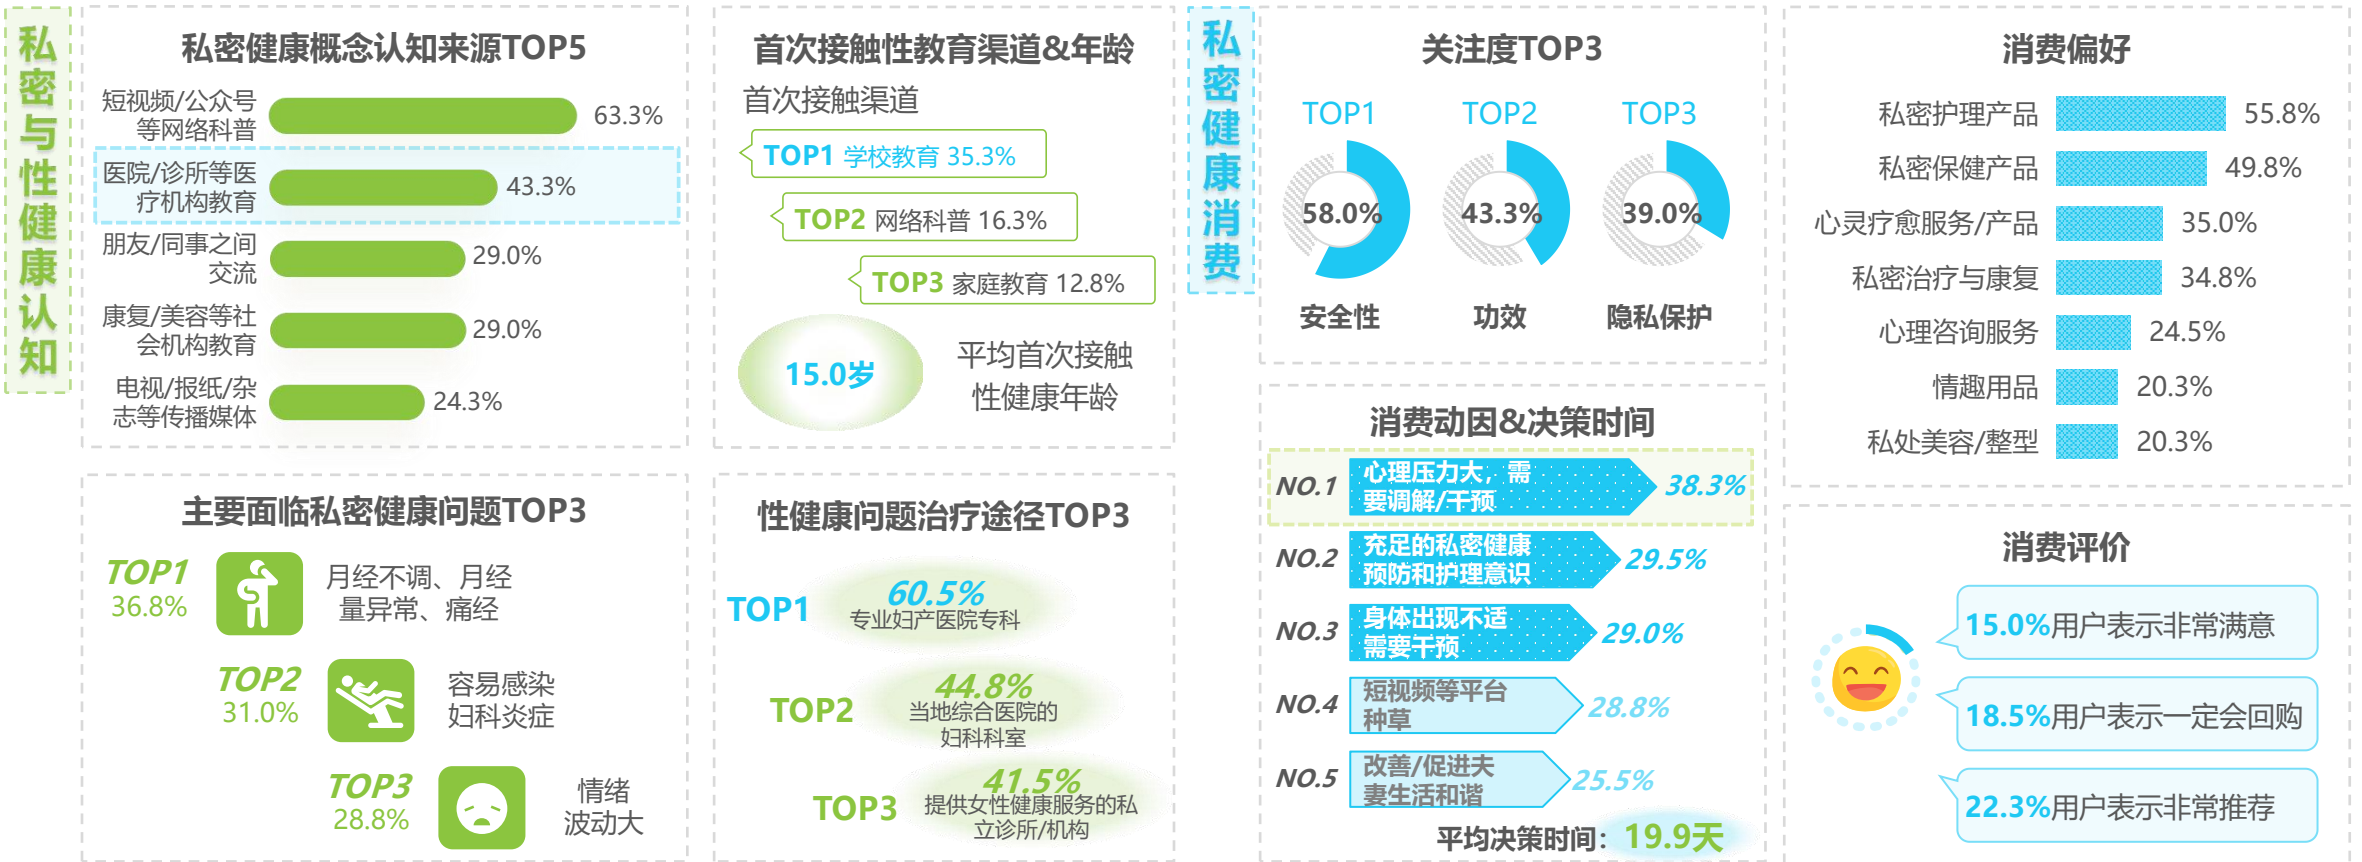 私密与性健康认知
私密健康概念认知来源TOP5
短视频/公众号
等网络科普
63.3%
医院/诊所等医
疗机构教育
43.3%
朋友/同事之间
交流
29.0%
康复/美容等社
会机构教育
29.0%
电视/报纸/杂
志等传播媒体
24.3%
首次接触性教育渠道&年龄
首次接触渠道
TOP1 学校教育 35.3%
TOP2 网络科普 16.3%
TOP3 家庭教育 12.8%
15.0岁
平均首次接触
性健康年龄
主要面临私密健康问题TOP3
TOP1
36.8%
月经不调、月经
量异常、痛经
TOP2
31.0%
容易感染
妇科炎症
TOP3
28.8%
情绪
波动大
性健康问题治疗途径TOP3
TOP1
60.5%
专业妇产医院专科
TOP2
44.8%
当地综合医院的
妇科科室
TOP3
41.5%
提供女性健康服务的私
立诊所/机构
私密健康消费
关注度TOP3
TOP1
TOP2
TOP3
58.0%
43.3%
39.0%
安全性
功效
隐私保护
消费动因&决策时间
NO.1
心理压力大，需
要调解/干预
38.3%
NO.2
充足的私密健康
预防和护理意识
29.5%
NO.3
身体出现不适
需要干预
29.0%
NO.4
短视频等平台
种草
28.8%
NO.5
改善/促进夫
妻生活和谐
25.5%
平均决策时间：19.9天
消费偏好
私密护理产品 55.8%
私密保健产品 49.8%
心灵疗愈服务/产品 35.0%
私密治疗与康复 34.8%
心理咨询服务 24.5%
情趣用品 20.3%
私处美容/整型 20.3%
消费评价
15.0%用户表示非常满意
18.5%用户表示一定会回购
22.3%用户表示非常推荐